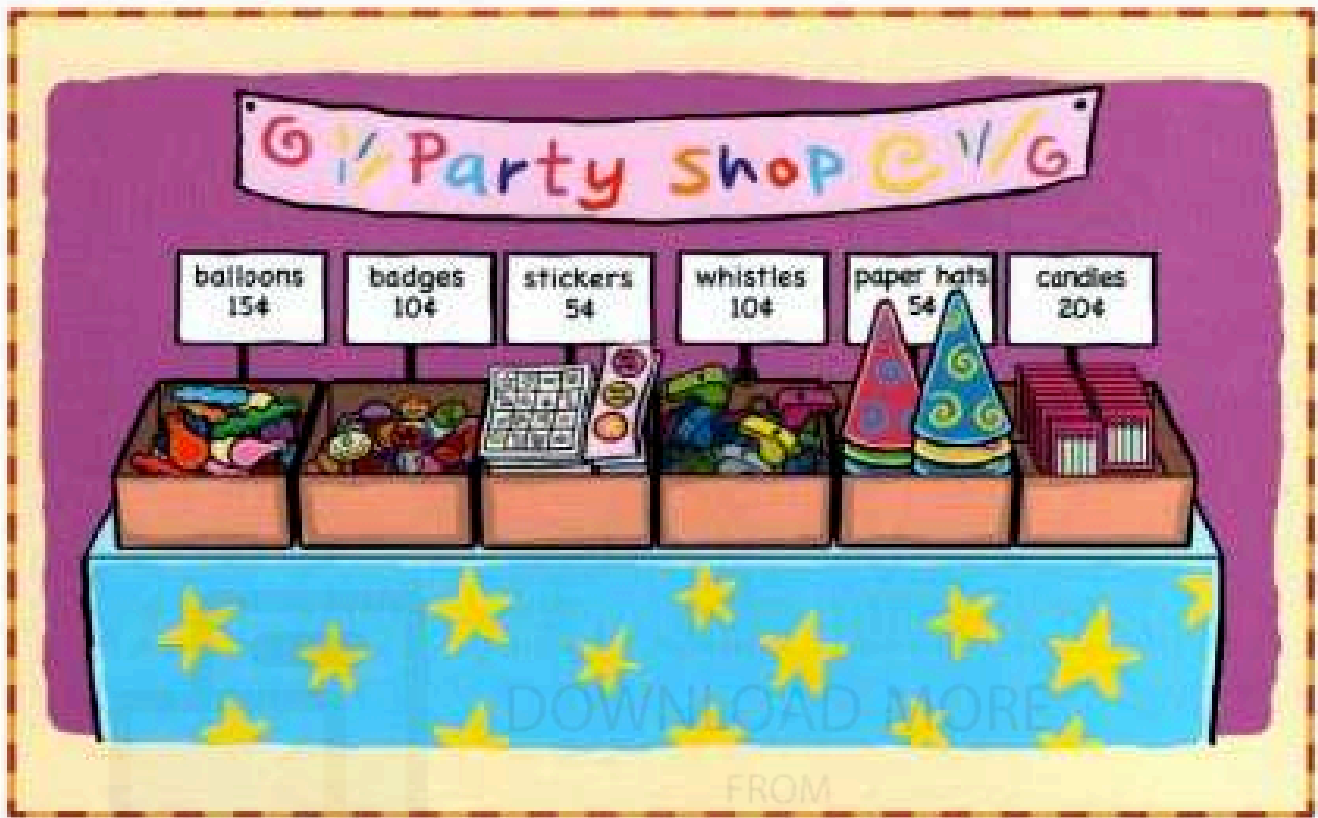 Party Shop
balloons
15¢
badges
10¢
stickers
5¢
whistles
10¢
paper hats
5¢
candles
20¢
DOWNLOAD MORE
FROM